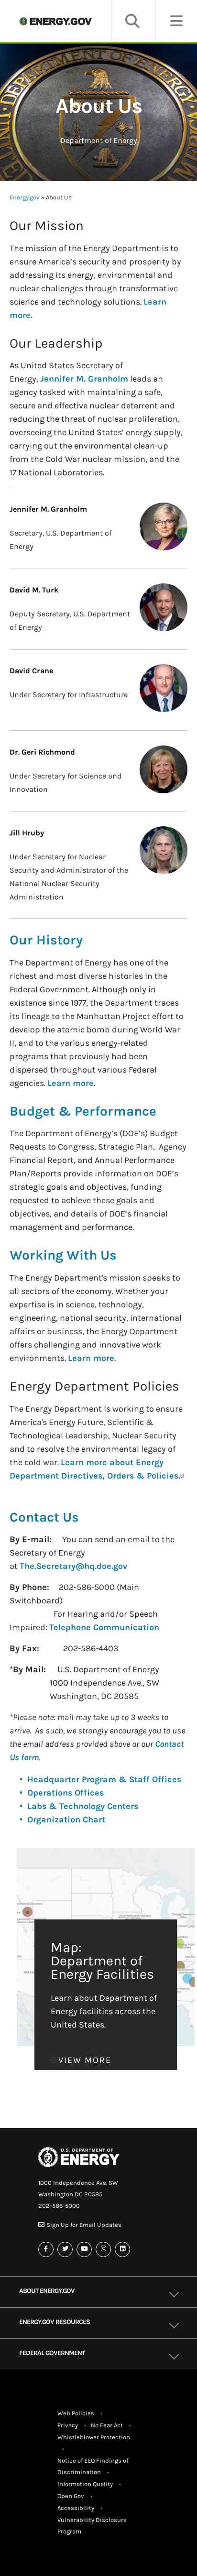 ENERGY.GOV
About Us
Department of Energy
Energy.gov » About Us
Our Mission
The mission of the Energy Department is to
ensure America's security and prosperity by
addressing its energy, environmental and
nuclear challenges through transformative
science and technology solutions. Learn
more.
Our Leadership
As United States Secretary of
Energy, Jennifer M. Granholm leads an
agency tasked with maintaining a safe,
secure and effective nuclear deterrent and
reducing the threat of nuclear proliferation,
overseeing the United States' energy supply,
carrying out the environmental clean-up
from the Cold War nuclear mission, and the
17 National Laboratories.
Jennifer M. Granholm
Secretary, U.S. Department of
Energy
David M. Turk
Deputy Secretary, U.S. Department
of Energy
David Crane
Under Secretary for Infrastructure
Dr. Geri Richmond
Under Secretary for Science and
Innovation
Jill Hruby
Under Secretary for Nuclear
Security and Administrator of the
National Nuclear Security
Administration
Our History
The Department of Energy has one of the
richest and most diverse histories in the
Federal Government. Although only in
existence since 1977, the Department traces
its lineage to the Manhattan Project effort to
develop the atomic bomb during World War
II, and to the various energy-related
programs that previously had been
dispersed throughout various Federal
agencies. Learn more.
Budget & Performance
The Department of Energy's (DOE's) Budget
Requests to Congress, Strategic Plan, Agency
Financial Report, and Annual Performance
Plan/Reports provide information on DOE's
strategic goals and objectives, funding
requested to achieve these goals and
objectives, and details of DOE's financial
management and performance.
Working With Us
The Energy Department's mission speaks to
all sectors of the economy. Whether your
expertise is in science, technology,
engineering, national security, international
affairs or business, the Energy Department
offers challenging and innovative work
environments. Learn more.
Energy Department Policies
The Energy Department is working to ensure
America's Energy Future, Scientific &
Technological Leadership, Nuclear Security
and to resolve the environmental legacy of
the cold war. Learn more about Energy
Department Directives, Orders & Policies.
Contact Us
By E-mail: You can send an email to the
Secretary of Energy
at The.Secretary@hq.doe.gov
By Phone: 202-586-5000 (Main
Switchboard)
For Hearing and/or Speech
Impaired: Telephone Communication
By Fax: 202-586-4403
*By Mail: U.S. Department of Energy
1000 Independence Ave., SW
Washington, DC 20585
*Please note: mail may take up to 3 weeks to
arrive. As such, we strongly encourage you to use
the email address provided above or our Contact
Us form.
• Headquarter Program & Staff Offices
• Operations Offices
• Labs & Technology Centers
• Organization Chart
Map:
Department of
Energy Facilities
Learn about Department of
Energy facilities across the
United States.
VIEW MORE
U.S. DEPARTMENT OF
ENERGY
1000 Independence Ave. SW
Washington DC 20585
202-586-5000
Sign Up for Email Updates
ABOUT ENERGY.GOV
ENERGY.GOV RESOURCES
FEDERAL GOVERNMENT
Web Policies •
Privacy • No Fear Act •
Whistleblower Protection
•
Notice of EEO Findings of
Discrimination •
Information Quality •
Open Gov •
Accessibility •
Vulnerability Disclosure
Program